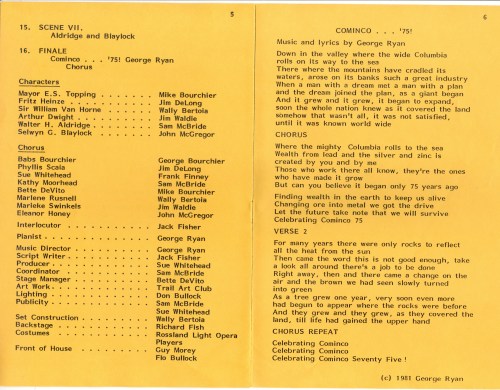 5
15. SCENE VII,
Aldridge and Blaylock
16. FINALE
Cominco . . . '75! George Ryan
Chorus
Characters
Mayor E.S. Topping . . . . . . . . Mike Bourchier
Fritz Heinze . . . . . . . . . . . Jim DeLong
Sir William Van Horne . . . . . . Wally Bertoia
Arthur Dwight . . . . . . . . . . Jim Waldie
Walter H. Aldridge . . . . . . . . Sam McBride
Selwyn G. Blaylock . . . . . . . . John McGregor
Chorus
Babs Bourchier George Bourchier
Phyllis Scala Jim DeLong
Sue Whitehead Frank Finney
Kathy Moorhead Sam McBride
Bette DeVito Mike Bourchier
Marlene Rusnell Wally Bertoia
Marieke Swinkels Jim Waldie
Eleanor Honey John McGregor
Interlocutor . . . . Jack Fisher
Pianist . . . . . . . George Ryan
Music Director . . . . . . . George Ryan
Script Writer . . . . . . . . Jack Fisher
Producer . . . . . . . . . . Sue Whitehead
Coordinator . . . . . . . . . Sam McBride
Stage Manager . . . . . . . . Bette DeVito
Art Work . . . . . . . . . . Trail Art Club
Lighting . . . . . . . . . . Don Bullock
Publicity . . . . . . . . . . Sam McBride
Sue Whitehead
Set Construction . . . . . . Wally Bertoia
Backstage . . . . . . . . . . Richard Fish
Costumes . . . . . . . . . . Rossland Light Opera
Players
Front of House . . . . . . . Guy Morey
Flo Bullock
6
COMINCO . . . '75!
Music and lyrics by George Ryan
Down in the valley where the wide Columbia
rolls on its way to the sea
There where the mountains have cradled its
waters, arose on its banks such a great industry
When a man with a dream met a man with a plan
and the dream joined the plan, as a giant began
And it grew and it grew, it began to expand,
soon the whole nation knew as it covered the land
somehow that wasn't all, it was not satisfied,
until it was known world wide
CHORUS
Where the mighty Columbia rolls to the sea
Wealth from lead and the silver and zinc is
created by you and by me
Those who work there all know, they're the ones
who have made it grow
But can you believe it began only 75 years ago
Finding wealth in the earth to keep us alive
Changing ore into metal we got the drive
Let the future take note that we will survive
Celebrating Cominco 75
VERSE 2
For many years there were only rocks to reflect
all the heat from the sun
Then came the word this is not good enough, take
a look all around there's a job to be done
Right away, then and there came a change on the air
and the brown we had seen slowly turned
into green
As a tree grew one year, very soon even more
had begun to appear where the rocks were before
And they grew and they grew, as they covered the
land, till life had gained the upper hand
CHORUS REPEAT
Celebrating Cominco
Celebrating Cominco
Celebrating Cominco Seventy Five !
(c) 1981 George Ryan